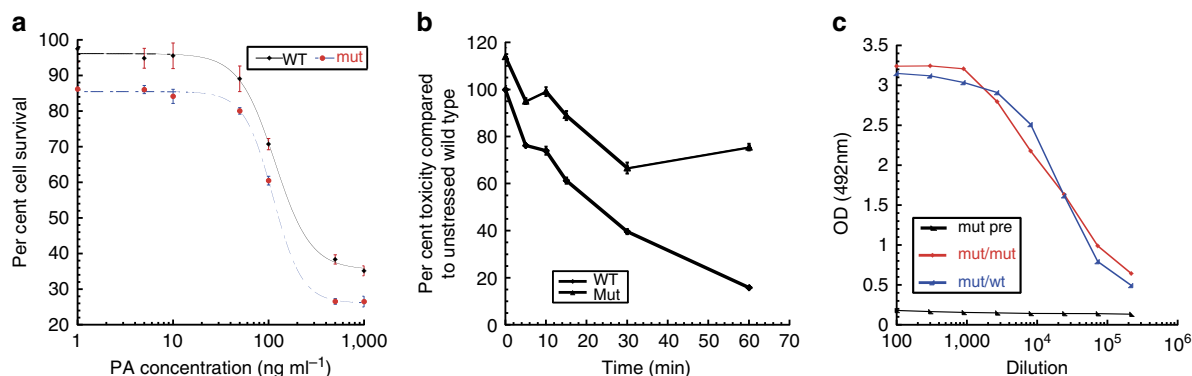 a
100
90
80
70
60
50
40
30
20
1
10
100
1,000
Per cent cell survival
PA concentration (ng ml⁻¹)
WT
mut
b
120
100
80
60
40
20
0
0
10
20
30
40
50
60
70
Per cent toxicity compared
to unstressed wild type
Time (min)
WT
Mut
c
3.5
3
2.5
2
1.5
1
0.5
0
100
1,000
10⁴
10⁵
10⁶
OD (492nm)
Dilution
mut pre
mut/mut
mut/wt